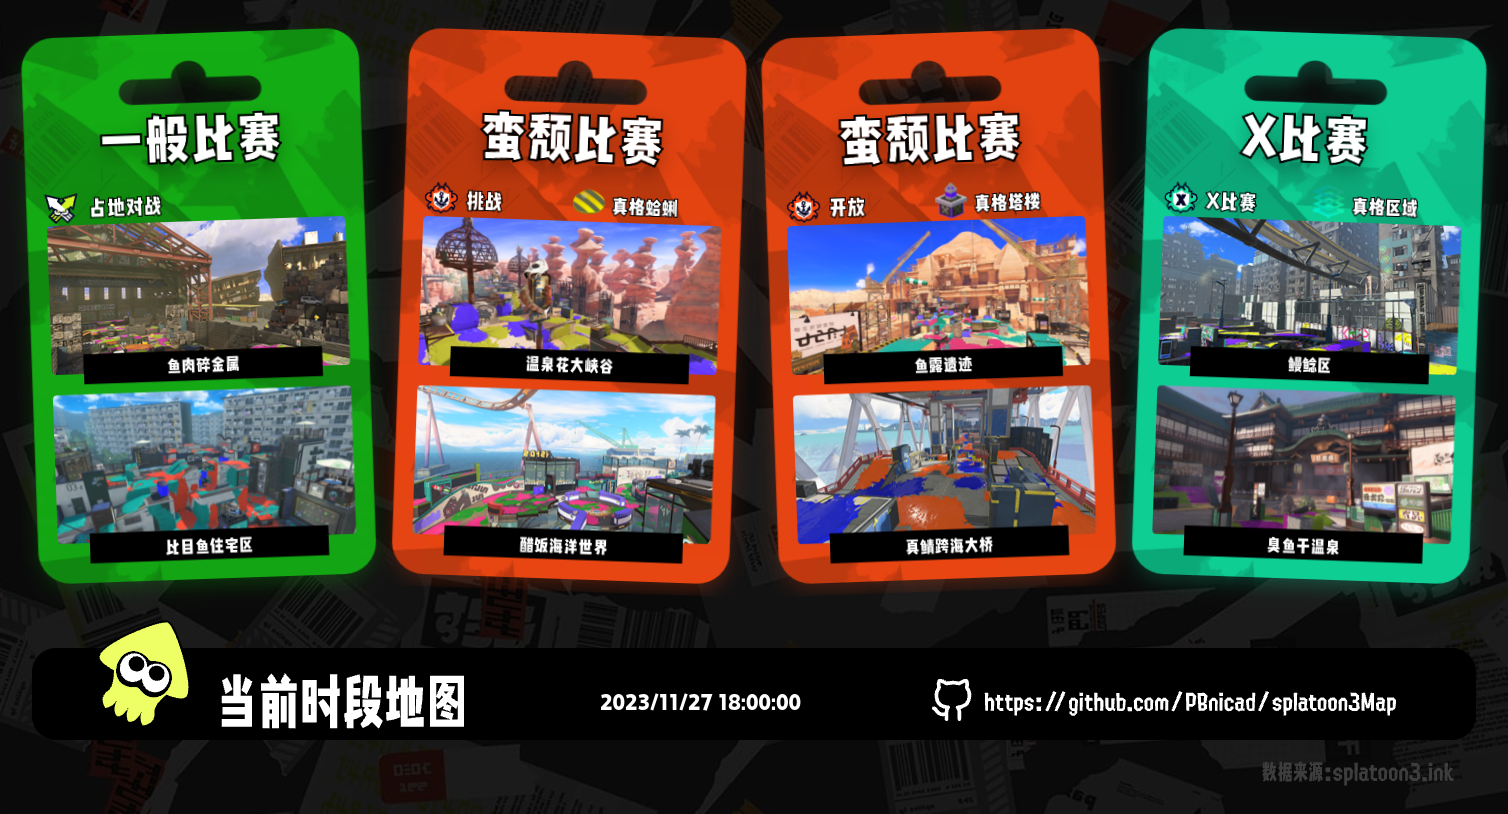 一般比赛
占地对战
鱼肉碎金属
比目鱼住宅区
蛮颓比赛
挑战
真格蛤蜊
温泉花大峡谷
醋饭海洋世界
蛮颓比赛
开放
真格塔楼
鱼露遗迹
真鲭跨海大桥
X比赛
X比赛
真格区域
鳗鲶区
臭鱼干温泉
当前时段地图
2023/11/27 18:00:00
https://github.com/PBnicad/splatoon3Map
数据来源:splatoon3.ink